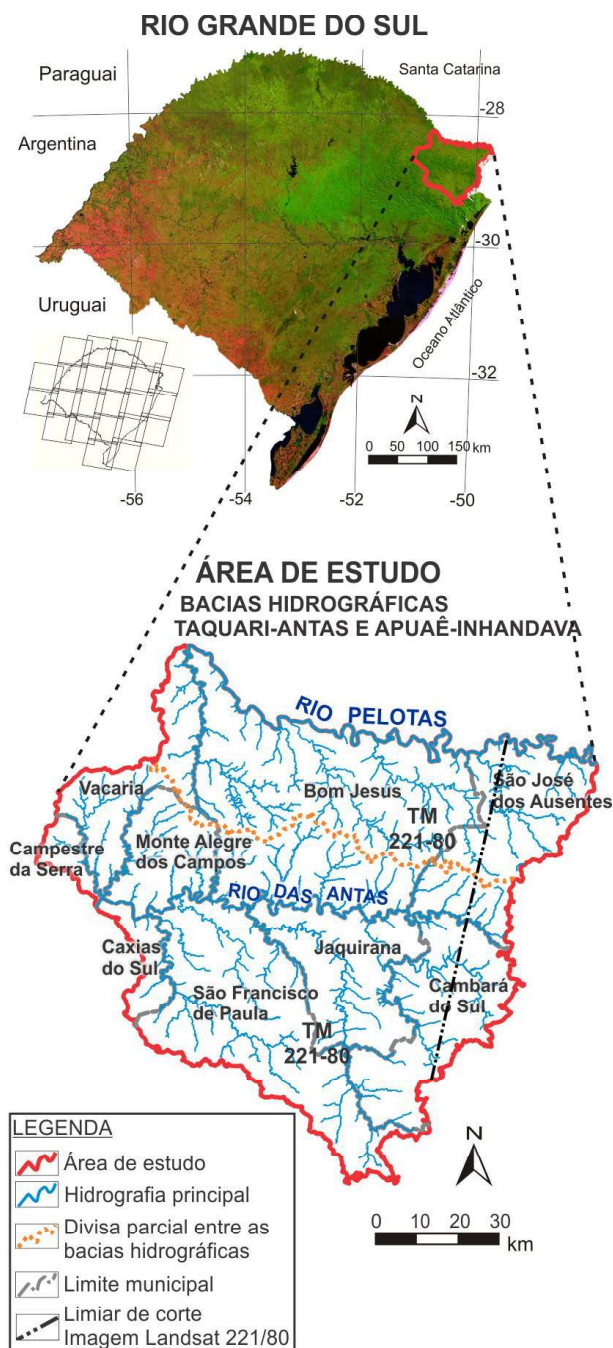 RIO GRANDE DO SUL
Paraguai
Santa Catarina
-28
Argentina
-30
Uruguai
Oceano Atlântico
-32
N
0 50 100 150 km
-56
-54
-52
-50
ÁREA DE ESTUDO
BACIAS HIDROGRÁFICAS
TAQUARI-ANTAS E APUAÊ-INHANDAVA
RIO PELOTAS
São José
dos Ausentes
Vacaria
Bom Jesus
TM
221-80
Campestre
da Serra
Monte Alegre
dos Campos
RIO DAS ANTAS
Caxias
do Sul
Jaquirana
São Francisco
de Paula
Cambará
do Sul
TM
221-80
LEGENDA
Área de estudo
Hidrografia principal
Divisa parcial entre as
bacias hidrográficas
Limite municipal
Limiar de corte
Imagem Landsat 221/80
N
0 10 20 30
km